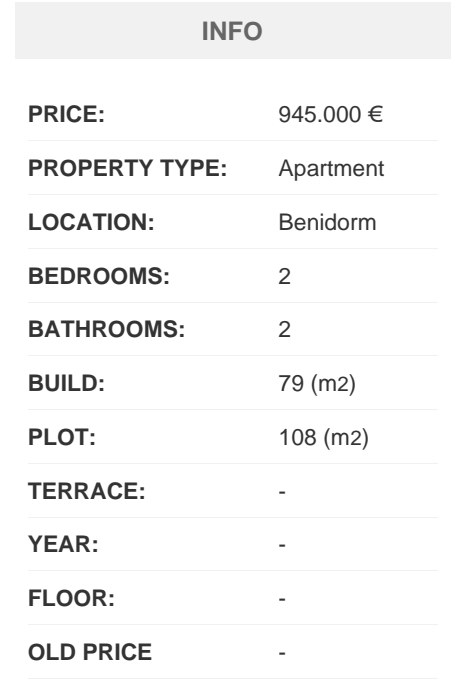 INFO
PRICE: 945.000 €
PROPERTY TYPE: Apartment
LOCATION: Benidorm
BEDROOMS: 2
BATHROOMS: 2
BUILD: 79 (m2)
PLOT: 108 (m2)
TERRACE: -
YEAR: -
FLOOR: -
OLD PRICE -